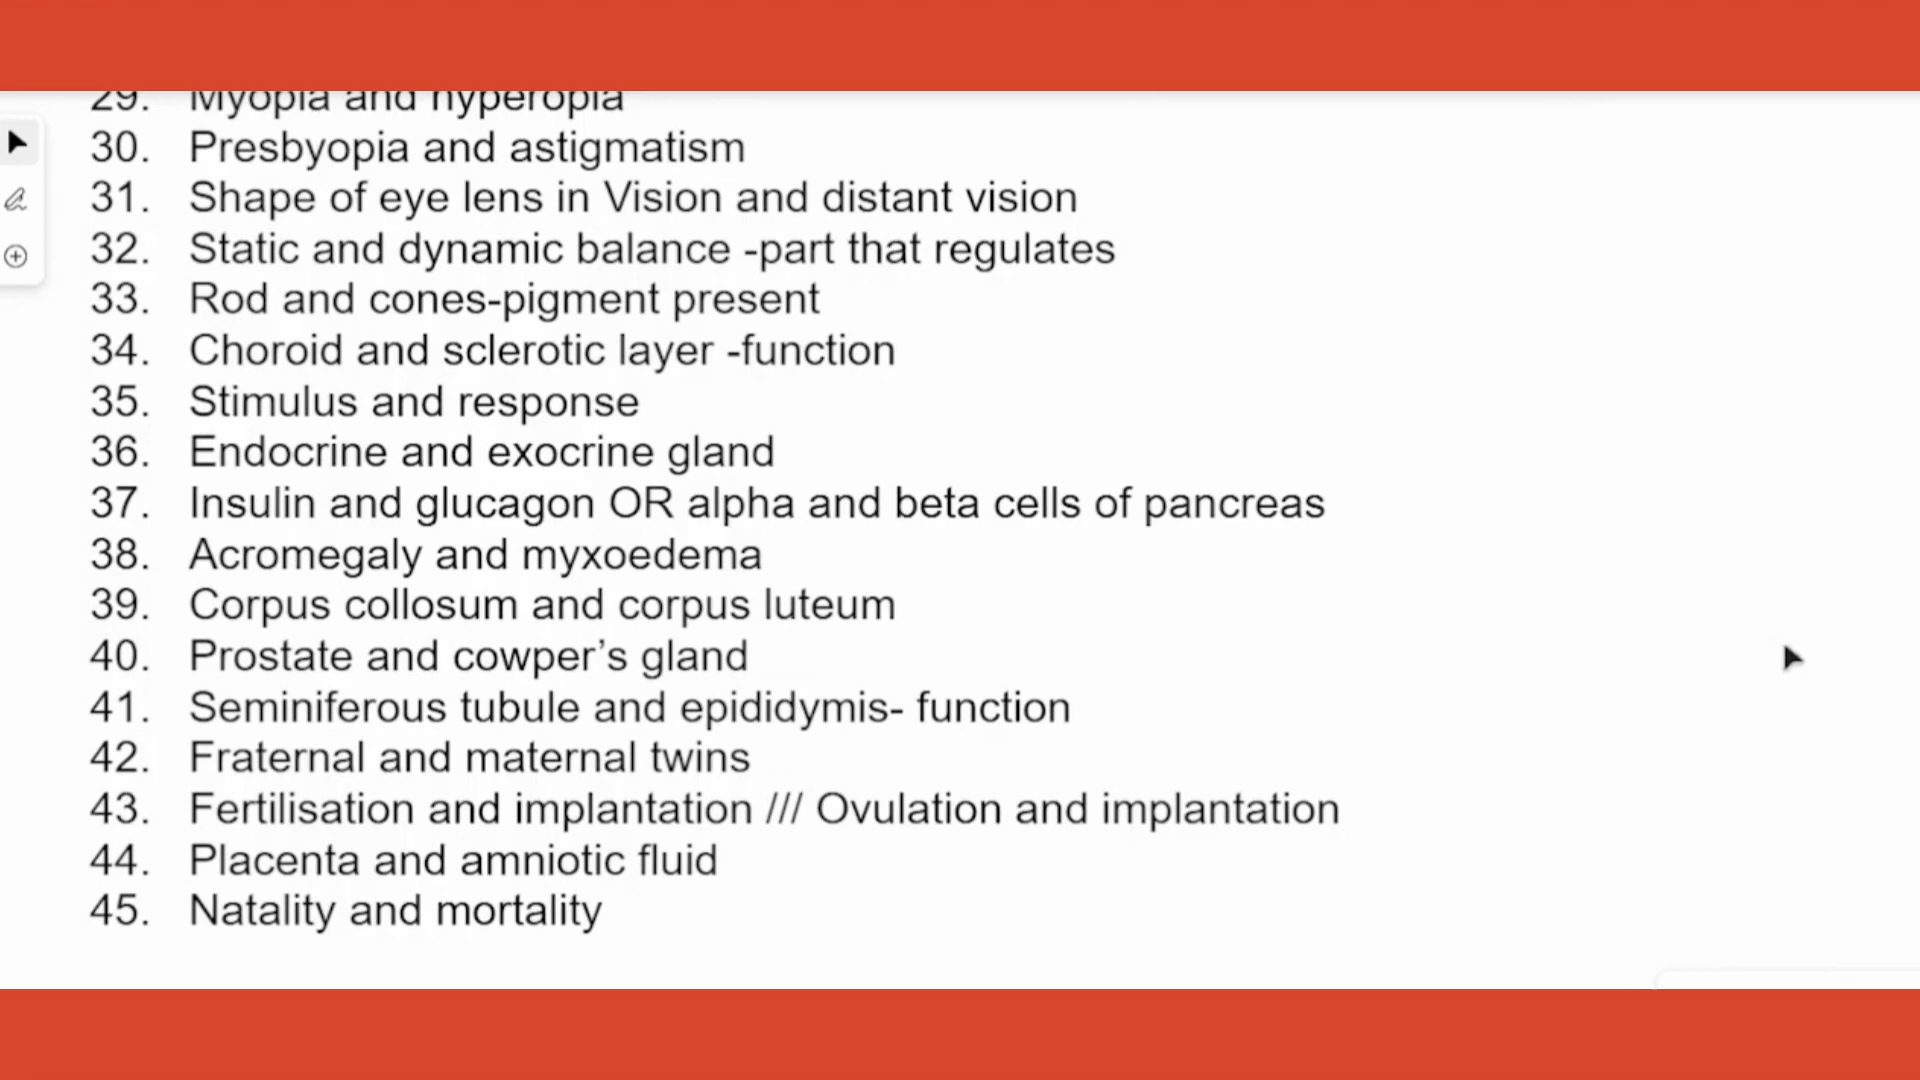 29. Myopia and hyperopia
30. Presbyopia and astigmatism
31. Shape of eye lens in Vision and distant vision
32. Static and dynamic balance -part that regulates
33. Rod and cones-pigment present
34. Choroid and sclerotic layer -function
35. Stimulus and response
36. Endocrine and exocrine gland
37. Insulin and glucagon OR alpha and beta cells of pancreas
38. Acromegaly and myxoedema
39. Corpus collosum and corpus luteum
40. Prostate and cowper’s gland
41. Seminiferous tubule and epididymis- function
42. Fraternal and maternal twins
43. Fertilisation and implantation /// Ovulation and implantation
44. Placenta and amniotic fluid
45. Natality and mortality